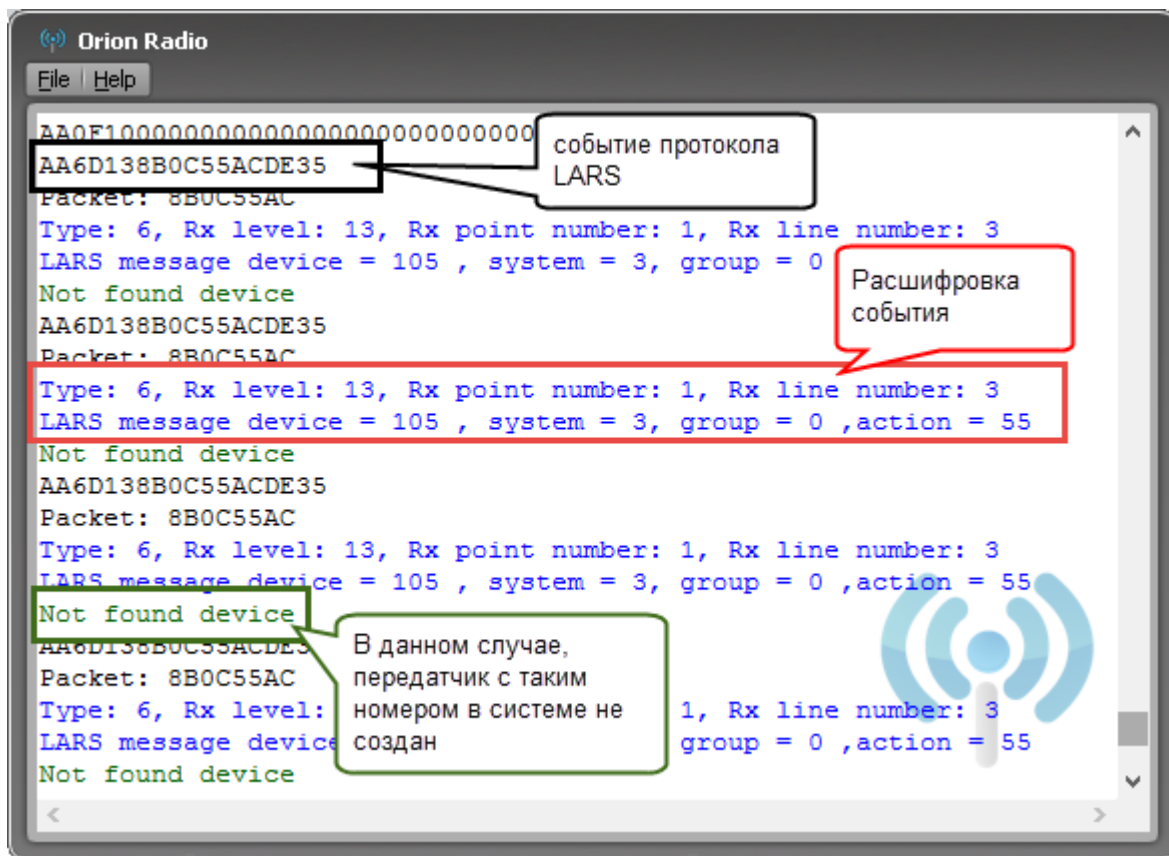 Orion Radio
File Help
AA0F10000000000000000000000000
AA6D138B0C55ACDE35
событие протокола
LARS
Packet: 8B0C55AC
Type: 6, Rx level: 13, Rx point number: 1, Rx line number: 3
LARS message device = 105 , system = 3, group = 0
Расшифровка
события
Not found device
AA6D138B0C55ACDE35
Packet: 8B0C55AC
Type: 6, Rx level: 13, Rx point number: 1, Rx line number: 3
LARS message device = 105 , system = 3, group = 0 ,action = 55
Not found device
AA6D138B0C55ACDE35
Packet: 8B0C55AC
Type: 6, Rx level: 13, Rx point number: 1, Rx line number: 3
LARS message device = 105 , system = 3, group = 0 ,action = 55
Not found device
В данном случае,
передатчик с таким
номером в системе не
создан
AA6D138B0C55ACDE3
Packet: 8B0C55AC
Type: 6, Rx level: 1, Rx line number: 3
LARS message device group = 0 ,action = 55
Not found device